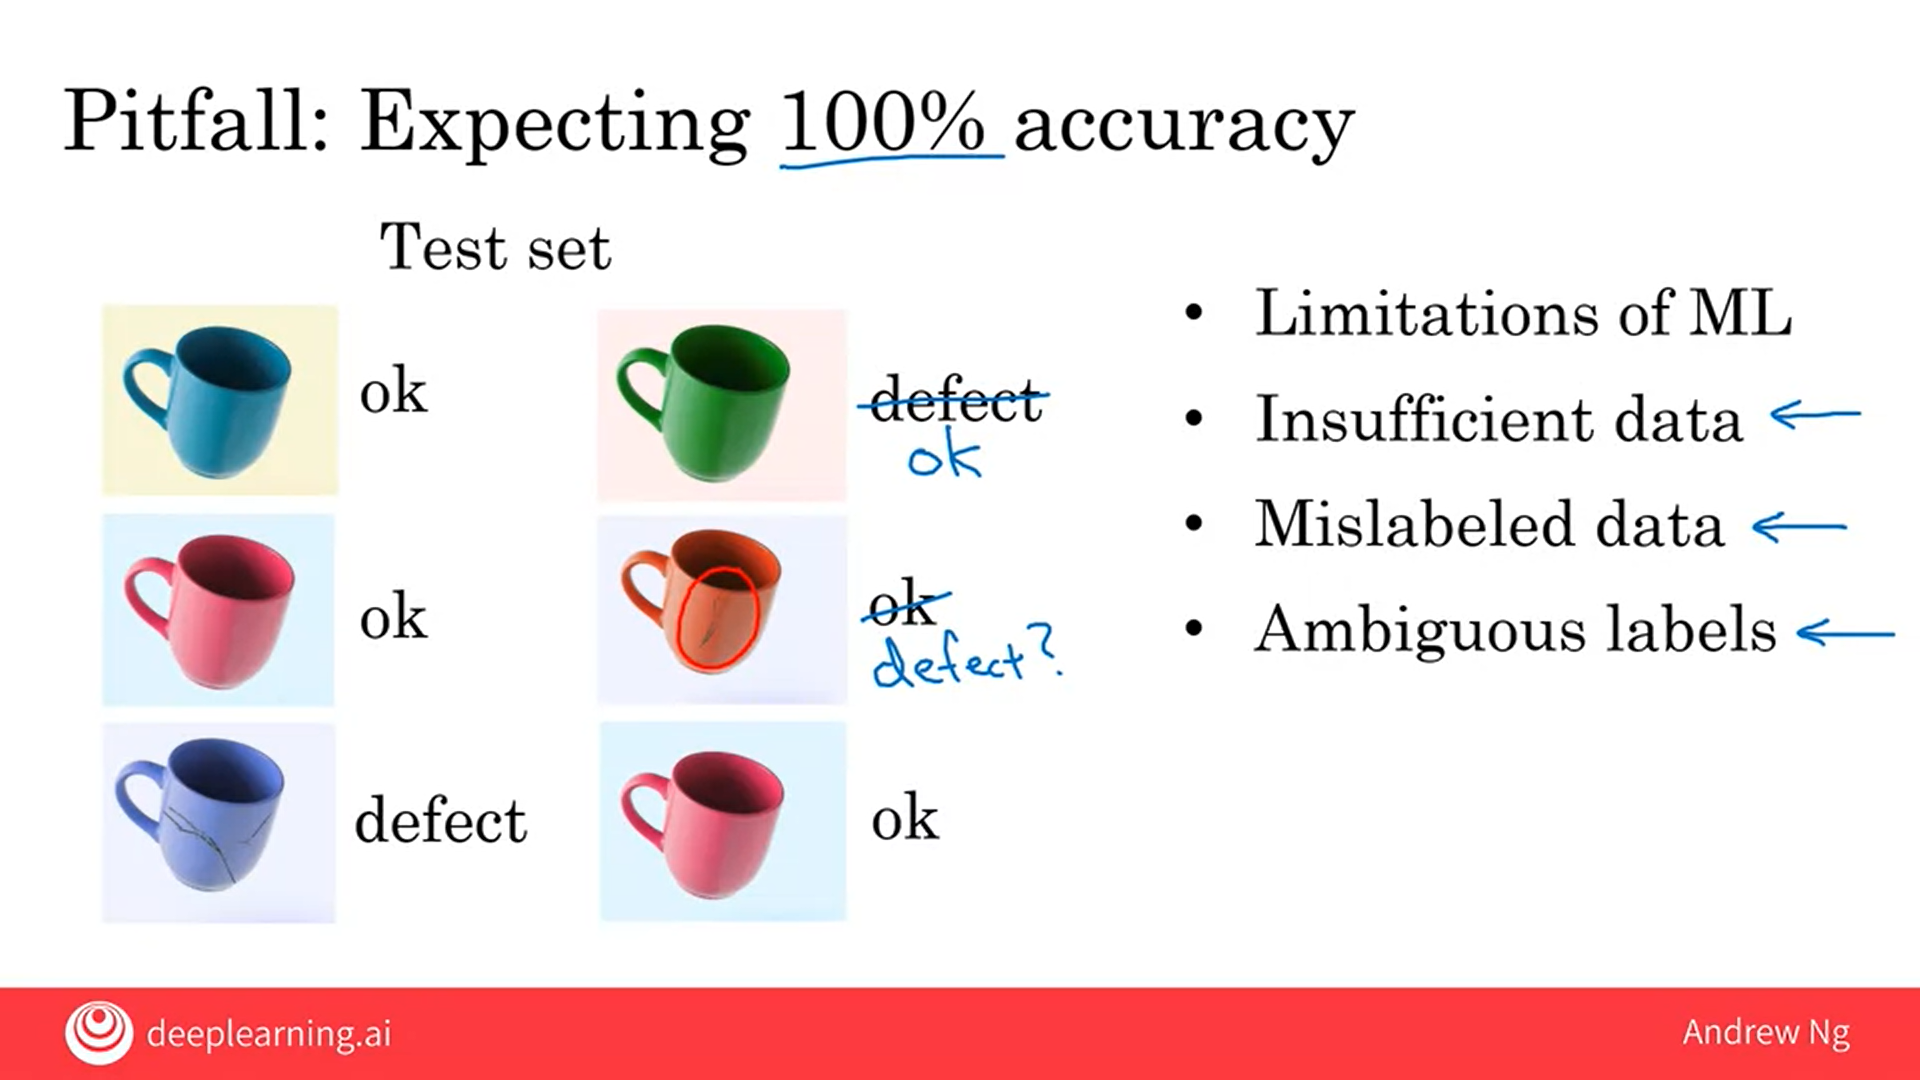 Pitfall: Expecting 100% accuracy
Test set
ok
defect
ok
ok
ok
defect?
defect
ok
• Limitations of ML
• Insufficient data
• Mislabeled data
• Ambiguous labels
deeplearning.ai
Andrew Ng